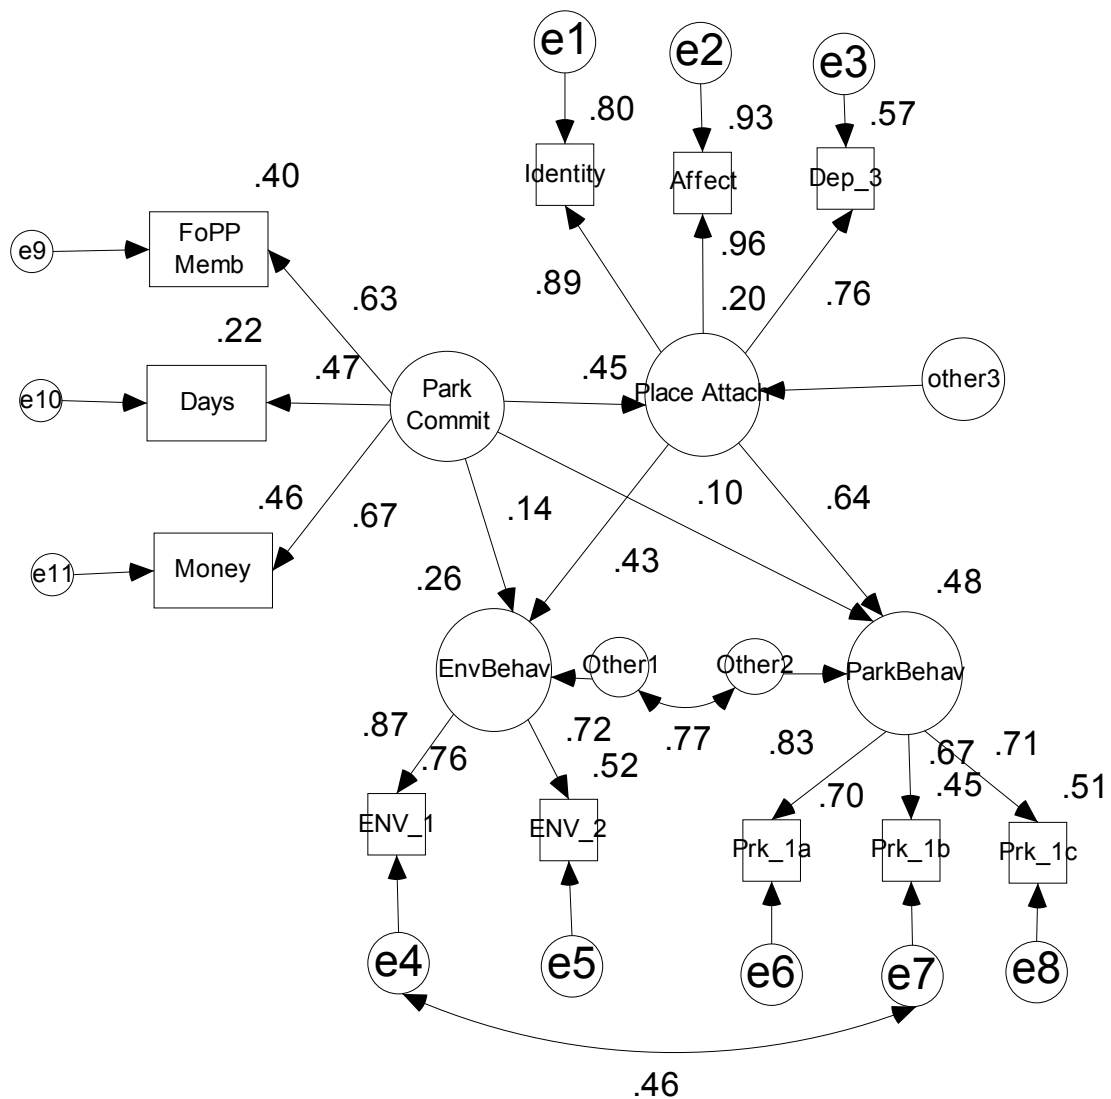 e1
e2
e3
.80
.93
.57
Identity
Affect
Dep_3
.40
FoPP
Memb
e9
.96
.89
.20
.76
.63
.22
.47
.45
Park
Commit
Place Attach
other3
e10
Days
.46
.67
.14
.10
.64
e11
Money
.43
.26
.48
EnvBehav
Other1
Other2
ParkBehav
.87
.72
.77
.83
.67
.71
.76
.52
.70
.45
.51
ENV_1
ENV_2
Prk_1a
Prk_1b
Prk_1c
e4
e5
e6
e7
e8
.46